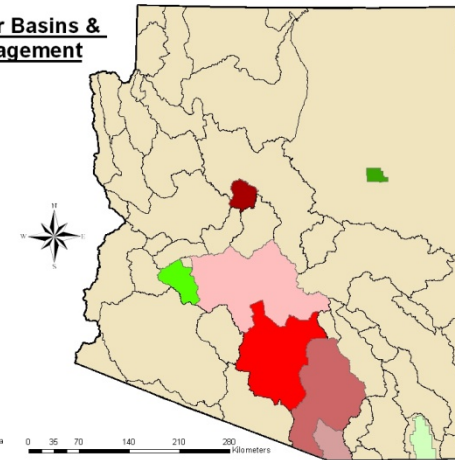 r Basins &
agement
N
W E
S
a 0 35 70 140 210 280
Kilometers